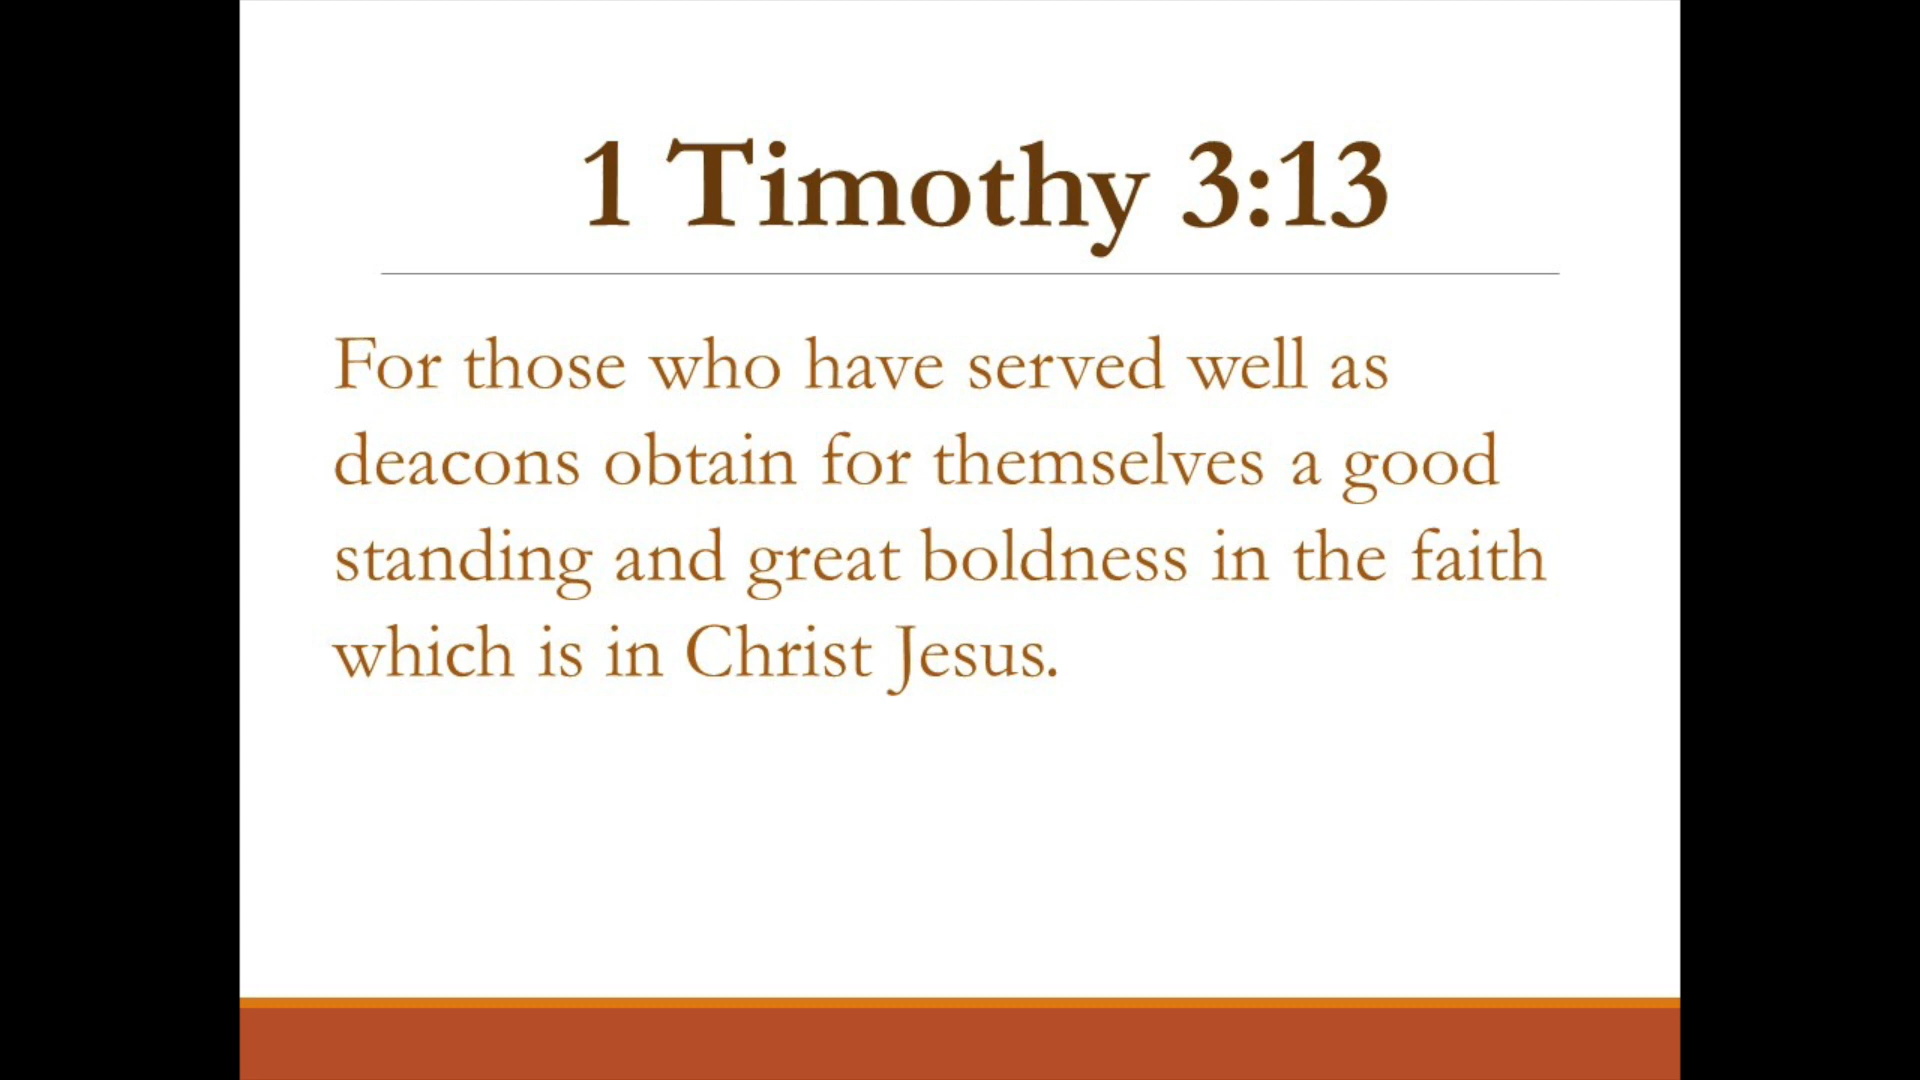 1 Timothy 3:13
For those who have served well as
deacons obtain for themselves a good
standing and great boldness in the faith
which is in Christ Jesus.